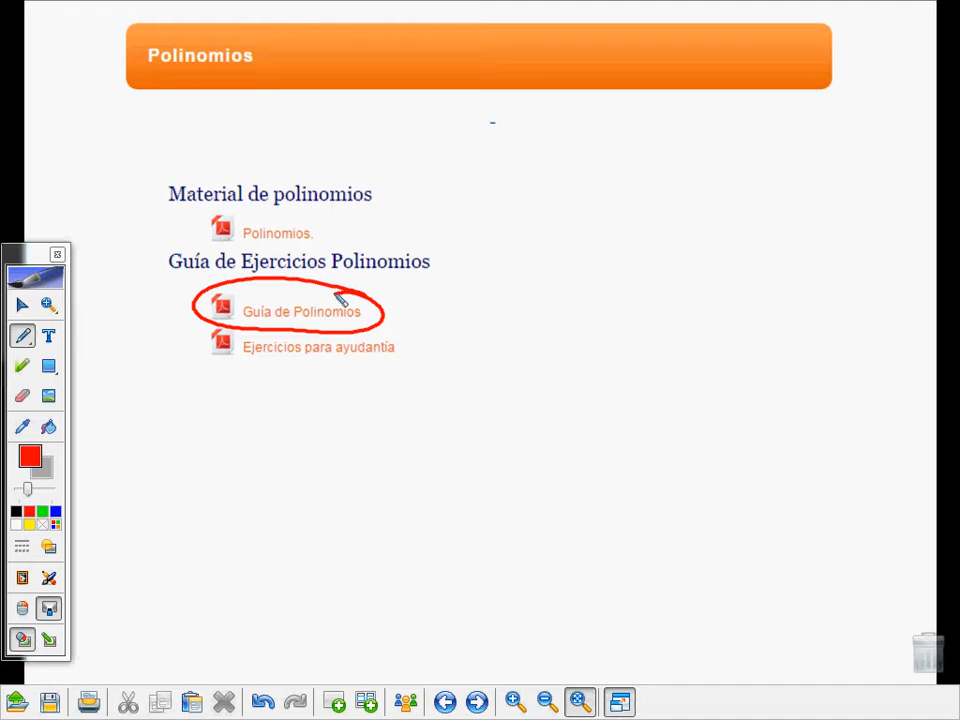 Polinomios
-
Material de polinomios
Polinomios.
Guía de Ejercicios Polinomios
Guía de Polinomios
Ejercicios para ayudantía
T